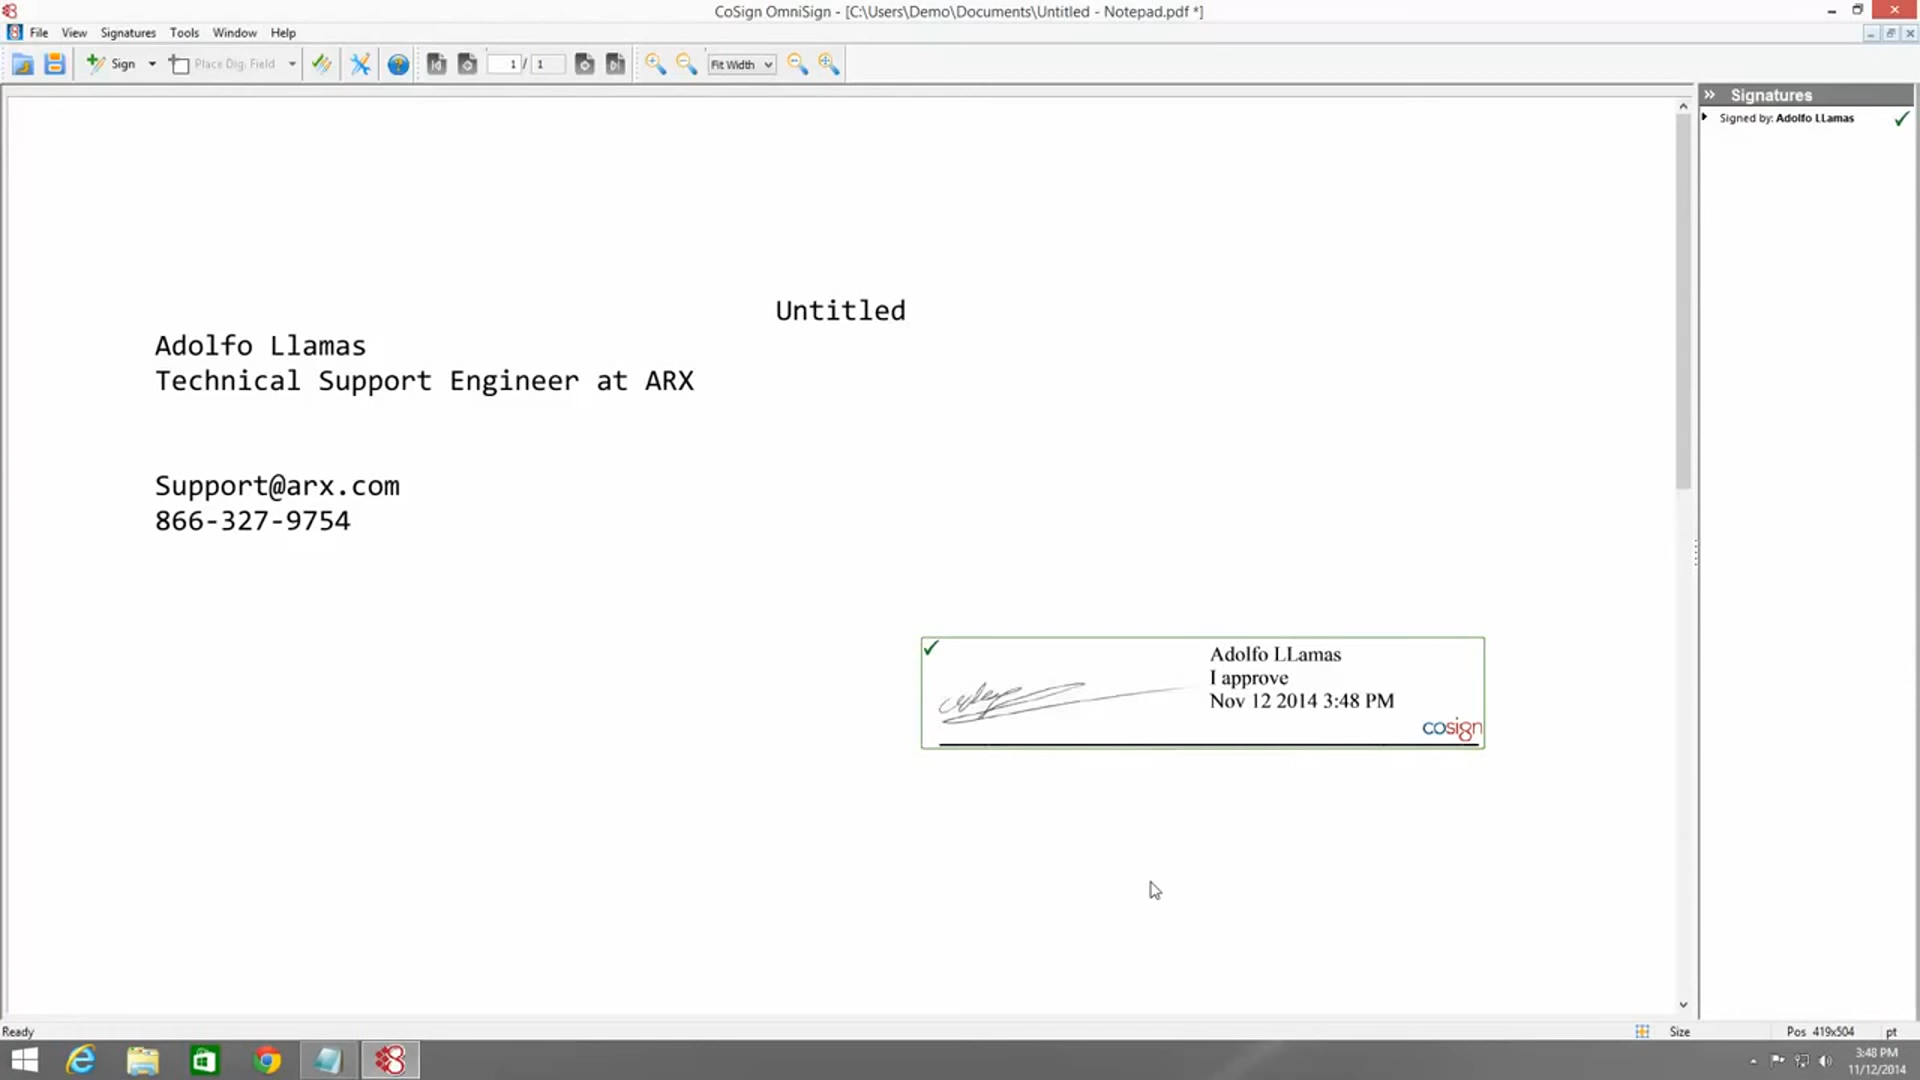 CoSign OmniSign - [C:\Users\Demo\Documents\Untitled - Notepad.pdf *]
File View Signatures Tools Window Help
Sign Place Dig. Field 1 / 1 Fit Width
Signatures
Signed by: Adolfo LLamas
Untitled
Adolfo Llamas
Technical Support Engineer at ARX
Support@arx.com
866-327-9754
Adolfo LLamas
I approve
Nov 12 2014 3:48 PM
cosign
Ready Size Pos 419x504 pt
3:48 PM
11/12/2014